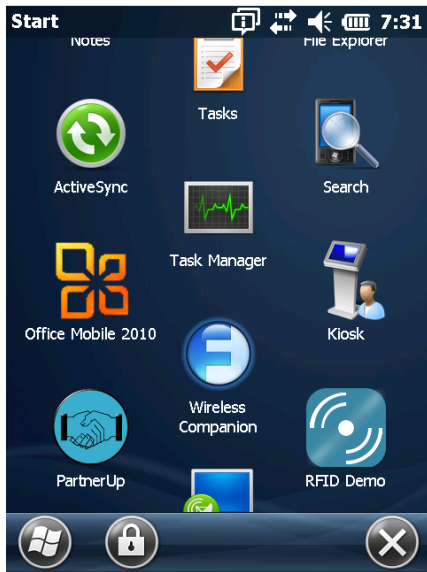 Start 7:31
Notes File Explorer
Tasks
ActiveSync Search
Task Manager
Office Mobile 2010 Kiosk
Wireless
Companion
PartnerUp RFID Demo